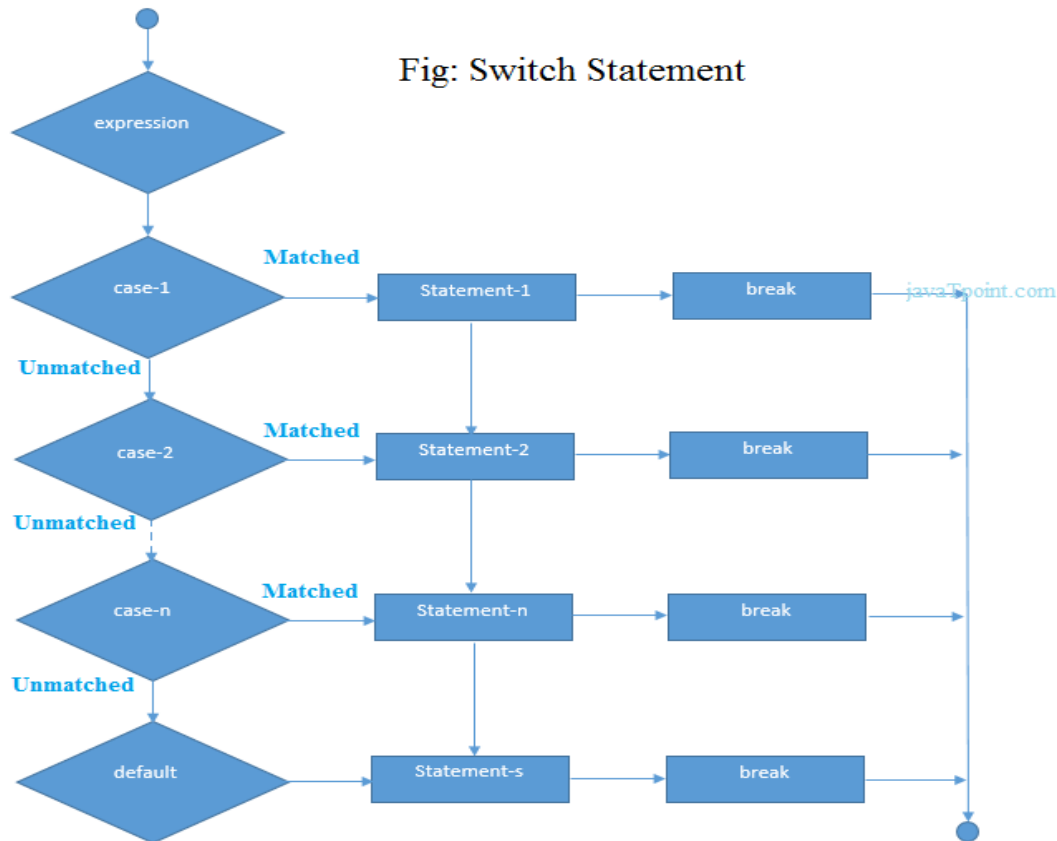 Fig: Switch Statement
expression
Matched
case-1
Statement-1
break
javaTpoint.com
Unmatched
Matched
case-2
Statement-2
break
Unmatched
Matched
case-n
Statement-n
break
Unmatched
default
Statement-s
break